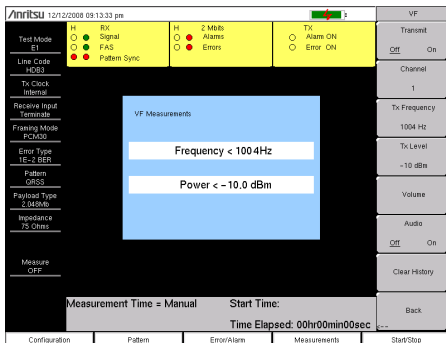 Anritsu 12/12/2008 09:13:33 pm
VF
Test Mode
E1
Line Code
HDB3
Tx Clock
Internal
Receive Input
Terminate
Framing Mode
PCM30
Error Type
1E-2 BER
Pattern
QRSS
Payload Type
2.048Mb
Impedance
75 Ohms
Measure
OFF
H RX
Signal
FAS
Pattern Sync
H 2 Mbits
Alarms
Errors
TX
Alarm ON
Error ON
VF Measurements
Frequency < 1004Hz
Power < -10.0 dBm
Measurement Time = Manual Start Time:
Time Elapsed: 00hr00min00sec
Transmit
Off On
Channel
1
Tx Frequency
1004 Hz
Tx Level
-10 dBm
Volume
Audio
Off On
Clear History
Back
<--
Configuration Pattern Error/Alarm Measurements Start/Stop